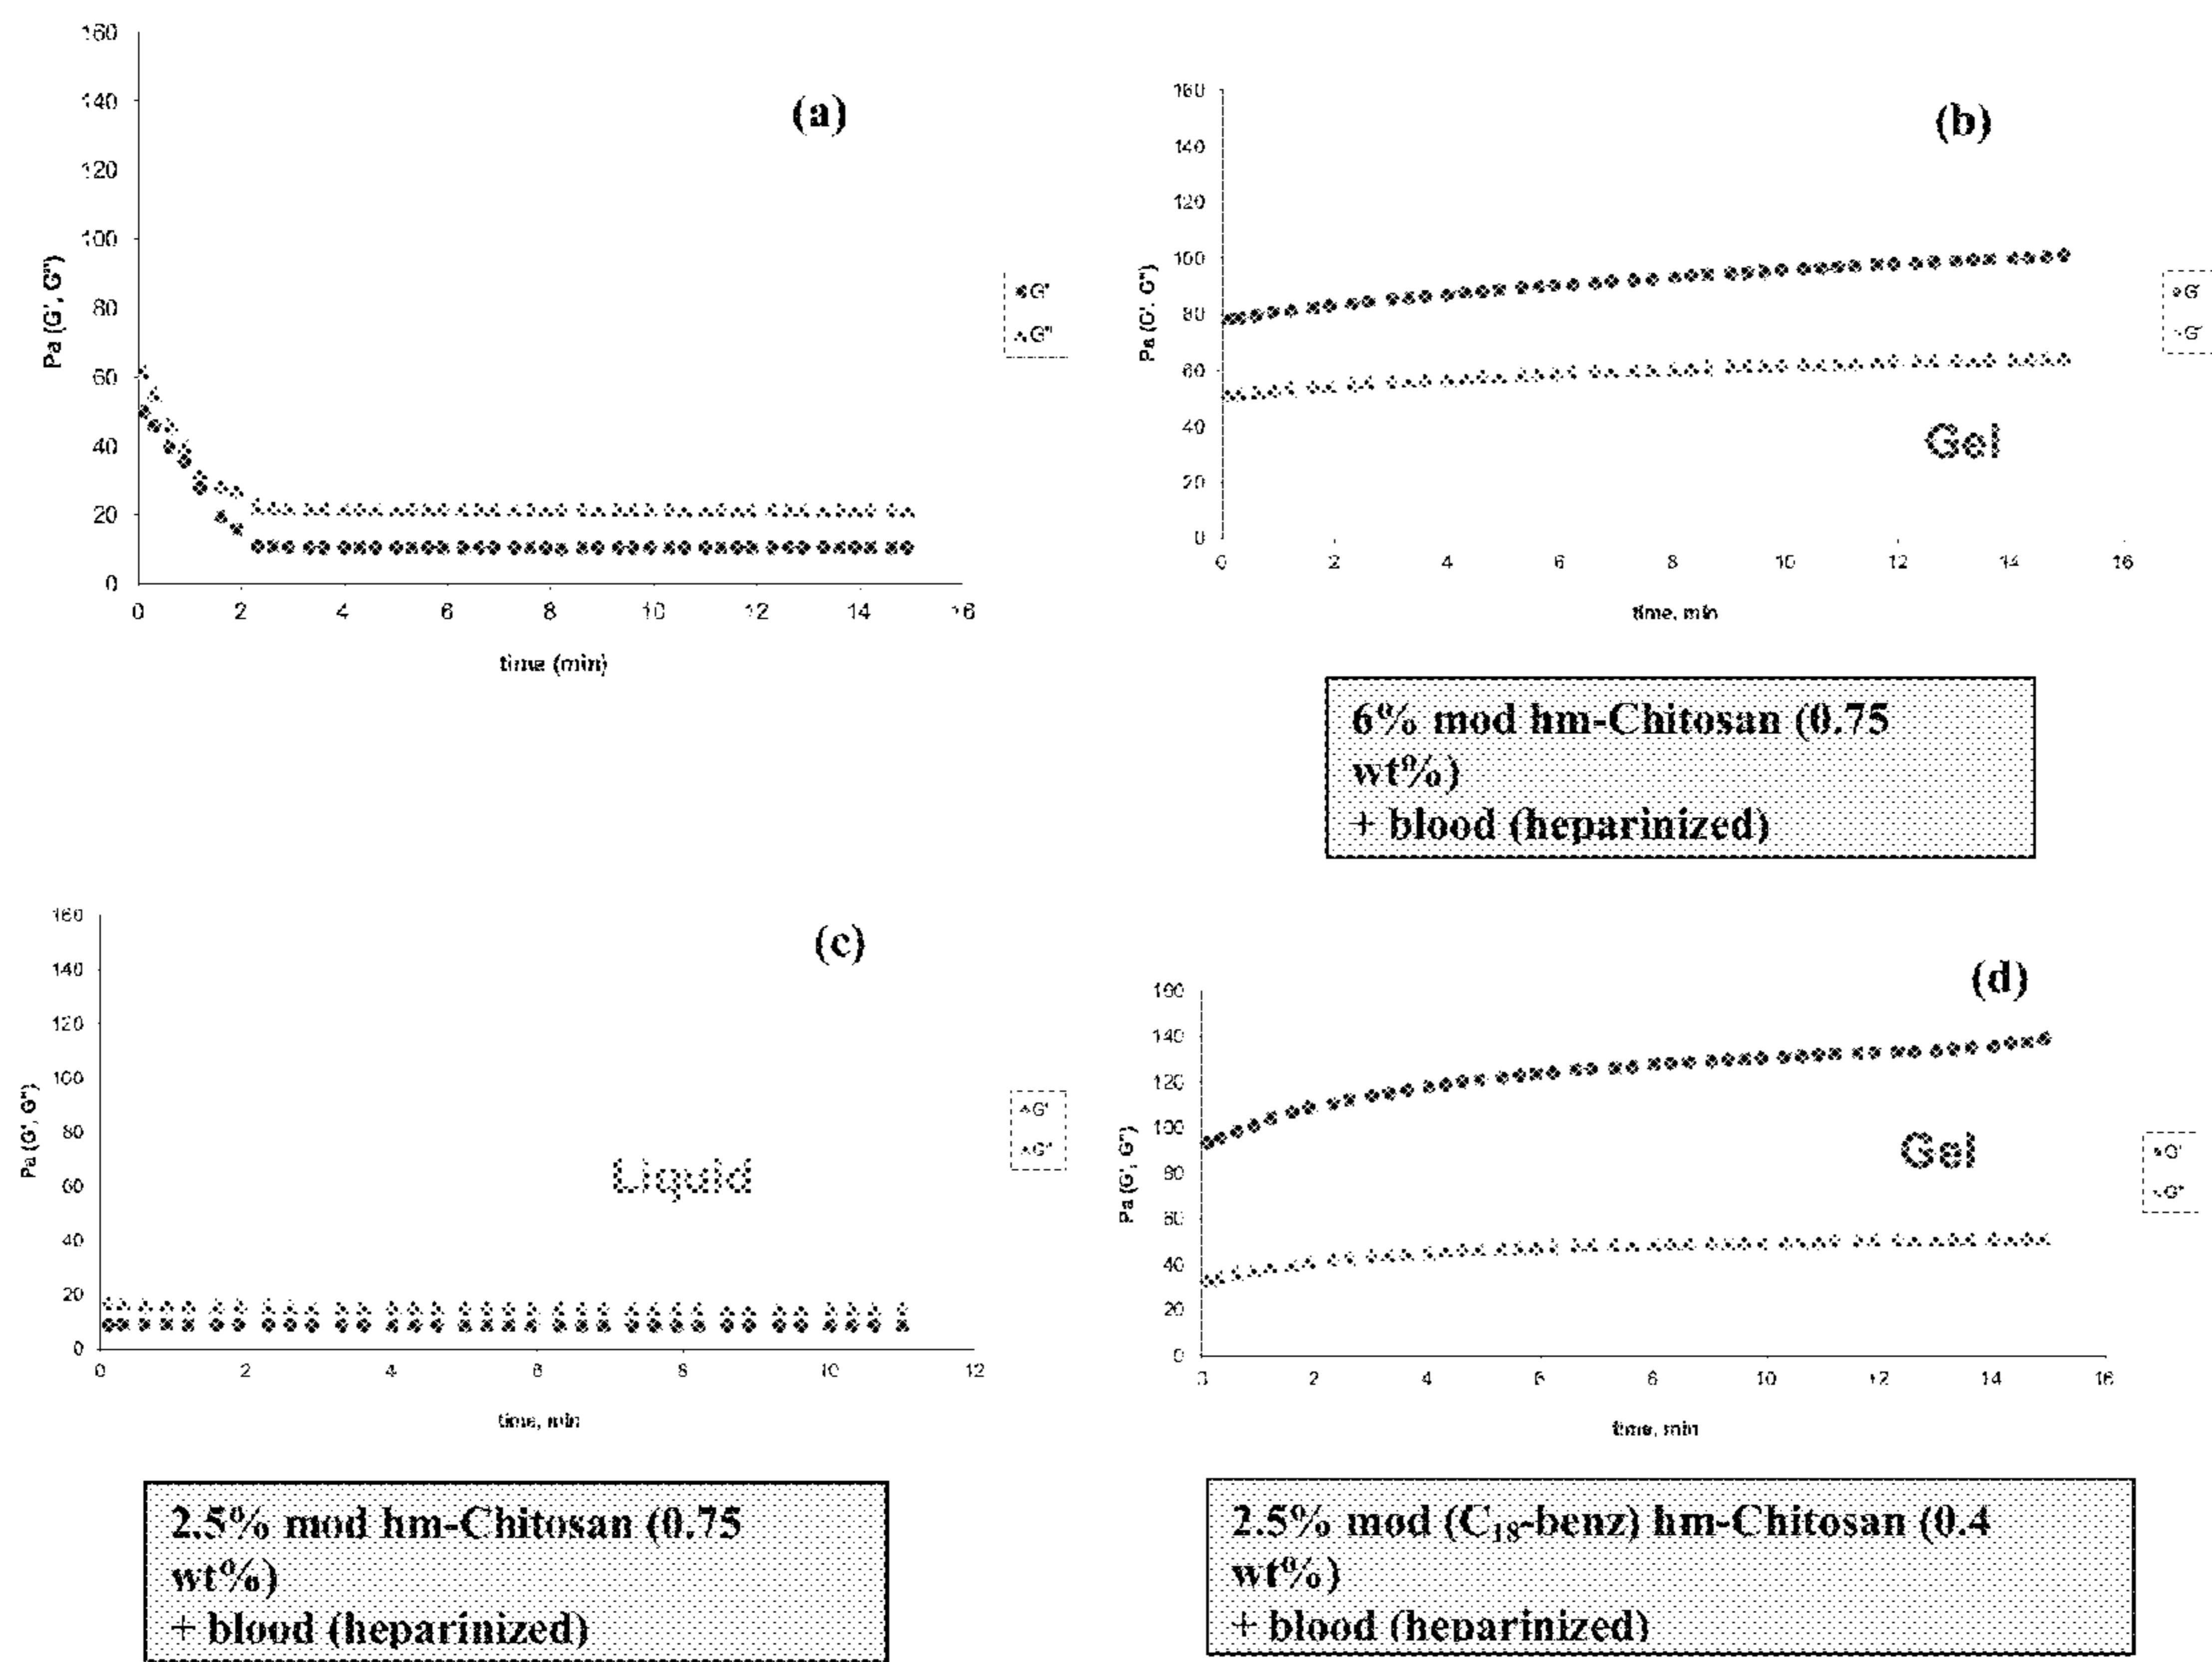 (a)
160
140
120
100
80
60
40
20
0
Pa (G', G")
G'
G"
0 2 4 6 8 10 12 14 16
time (min)
(b)
160
140
120
100
80
60
40
20
0
Pa (G', G")
Gel
0 2 4 6 8 10 12 14 16
time, min
6% mod hm-Chitosan (0.75
wt%)
+ blood (heparinized)
(c)
160
140
120
100
80
60
40
20
0
Pa (G', G")
Liquid
G'
G"
0 2 4 6 8 10 12
time, min
2.5% mod hm-Chitosan (0.75
wt%)
+ blood (heparinized)
(d)
160
140
120
100
80
60
40
20
0
Pa (G', G")
Gel
G'
G"
0 2 4 6 8 10 12 14 16
time, min
2.5% mod (C₁₈-benz) hm-Chitosan (0.4
wt%)
+ blood (heparinized)